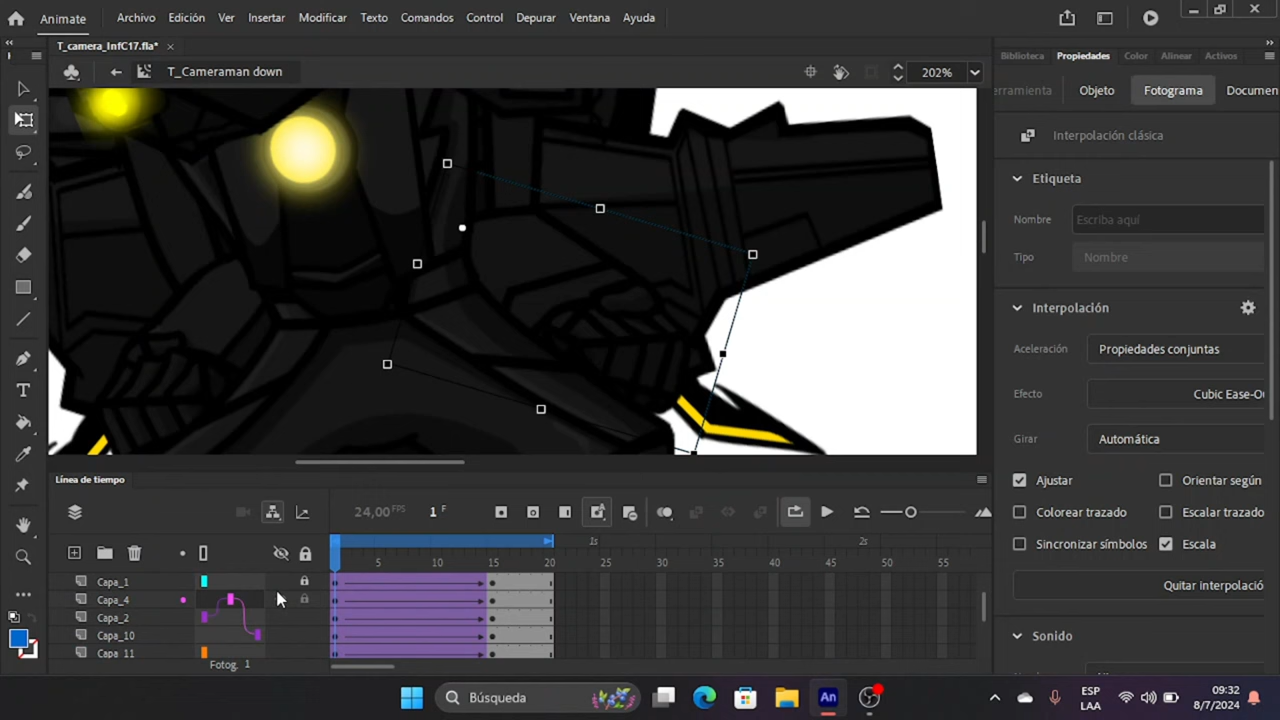 Animate Archivo Edición Ver Insertar Modificar Texto Comandos Control Depurar Ventana Ayuda
T_camera_InfC17.fla* ×
T_Cameraman down 202%
Biblioteca Propiedades Color Alinear Activos
erramienta Objeto Fotograma Documen
Interpolación clásica
Etiqueta
Nombre Escriba aquí
Tipo Nombre
Interpolación
Aceleración Propiedades conjuntas
Efecto Cubic Ease-Ou
Girar Automática
Ajustar Orientar según
Colorear trazado Escalar trazado
Sincronizar símbolos Escala
Quitar interpolació
Sonido
Línea de tiempo
24,00 FPS 1 F
1s 2s
5 10 15 20 25 30 35 40 45 50 55
Capa_1
Capa_4
Capa_2
Capa_10
Capa_11
Fotog. 1
Búsqueda
An
ESP
LAA
09:32
8/7/2024